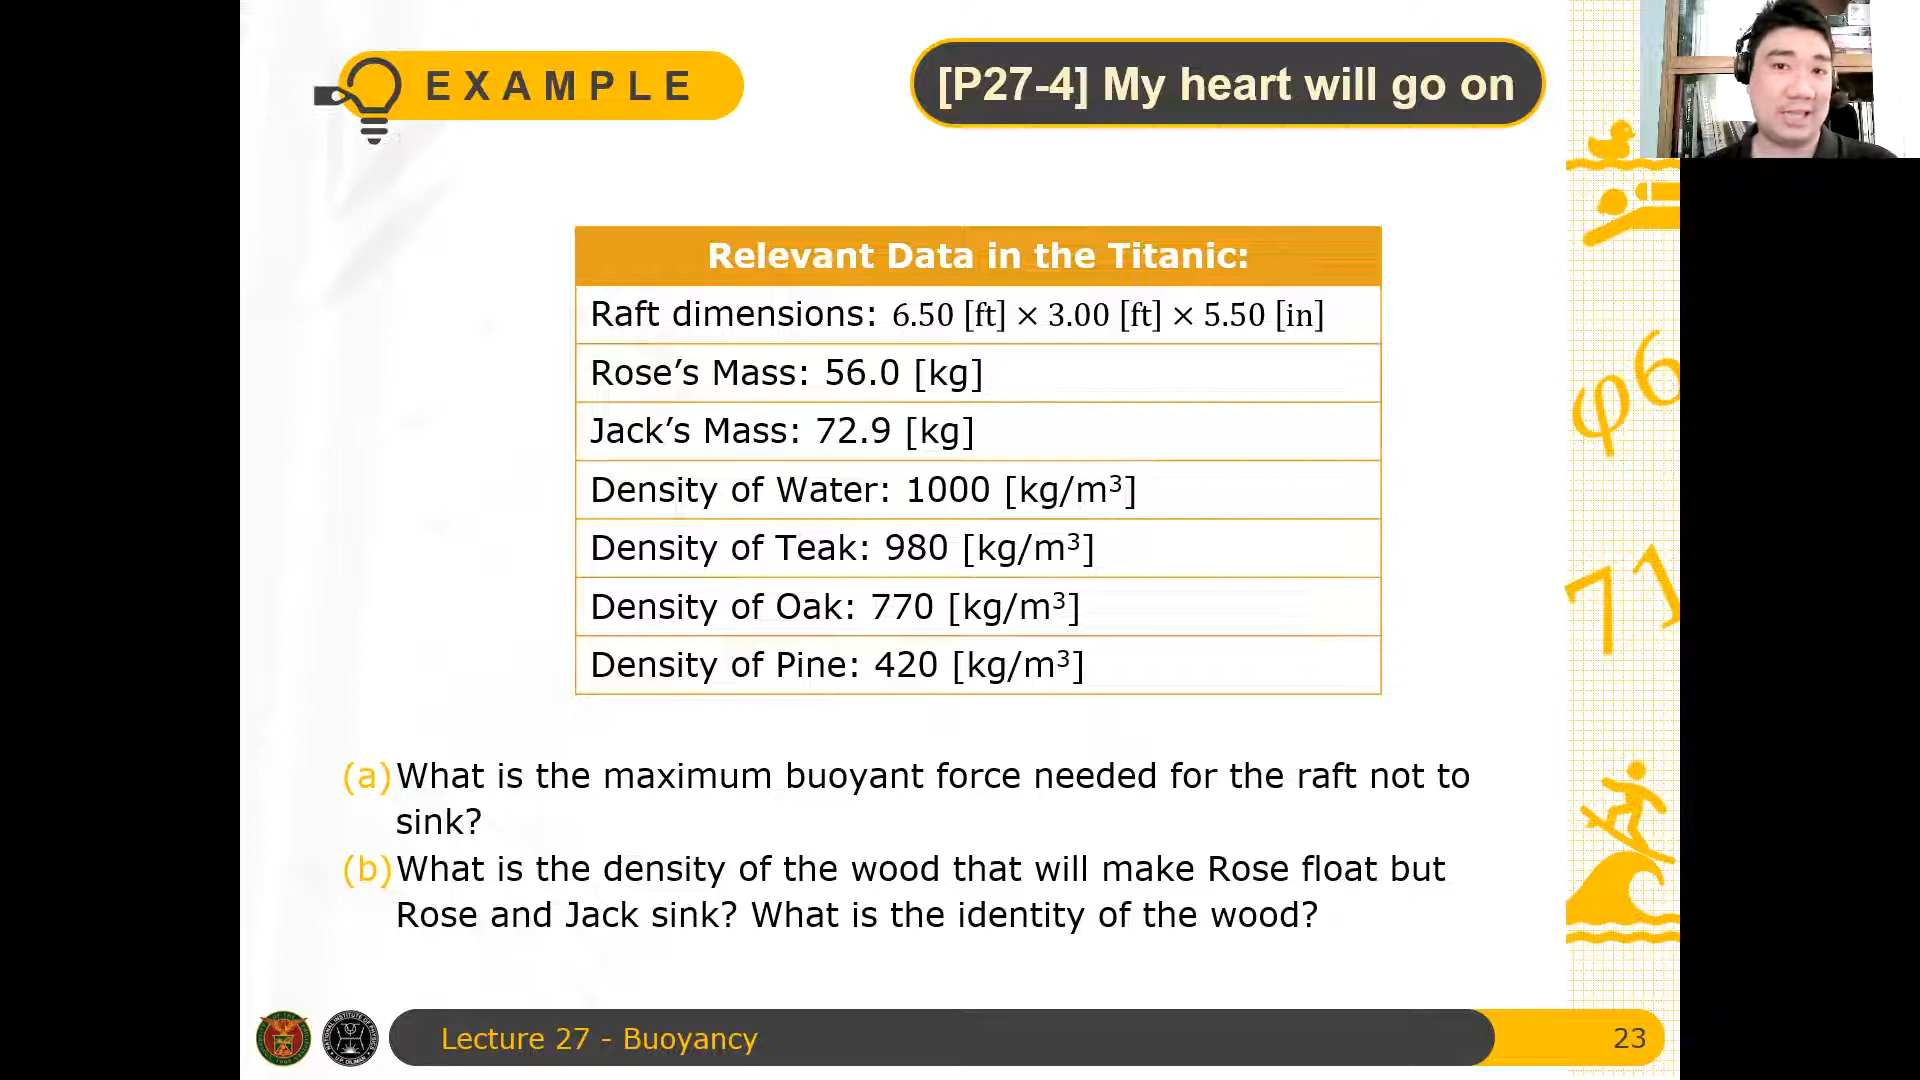 EXAMPLE
[P27-4] My heart will go on
Relevant Data in the Titanic:
Raft dimensions: 6.50 [ft] × 3.00 [ft] × 5.50 [in]
Rose’s Mass: 56.0 [kg]
Jack’s Mass: 72.9 [kg]
Density of Water: 1000 [kg/m³]
Density of Teak: 980 [kg/m³]
Density of Oak: 770 [kg/m³]
Density of Pine: 420 [kg/m³]
(a) What is the maximum buoyant force needed for the raft not to
sink?
(b) What is the density of the wood that will make Rose float but
Rose and Jack sink? What is the identity of the wood?
φ6
71
Lecture 27 - Buoyancy
23